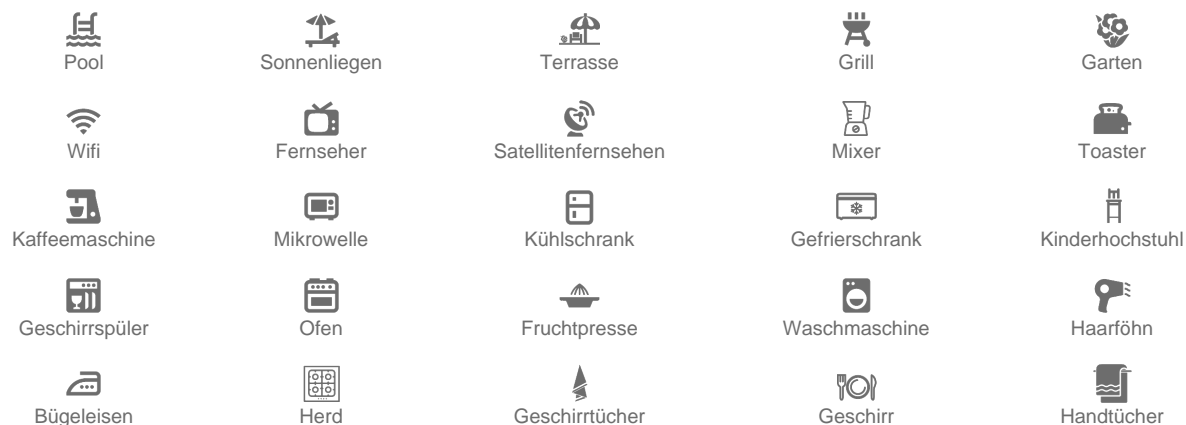 Pool Sonnenliegen Terrasse Grill Garten
Wifi Fernseher Satellitenfernsehen Mixer Toaster
Kaffeemaschine Mikrowelle Kühlschrank Gefrierschrank Kinderhochstuhl
Geschirrspüler Ofen Fruchtpresse Waschmaschine Haarföhn
Bügeleisen Herd Geschirrtücher Geschirr Handtücher